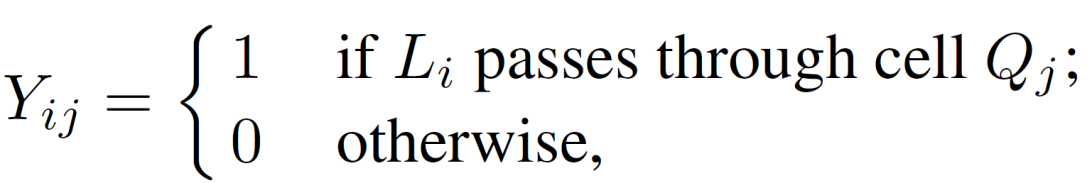 Y_{ij} = { 1 if L_i passes through cell Q_j;
0 otherwise,